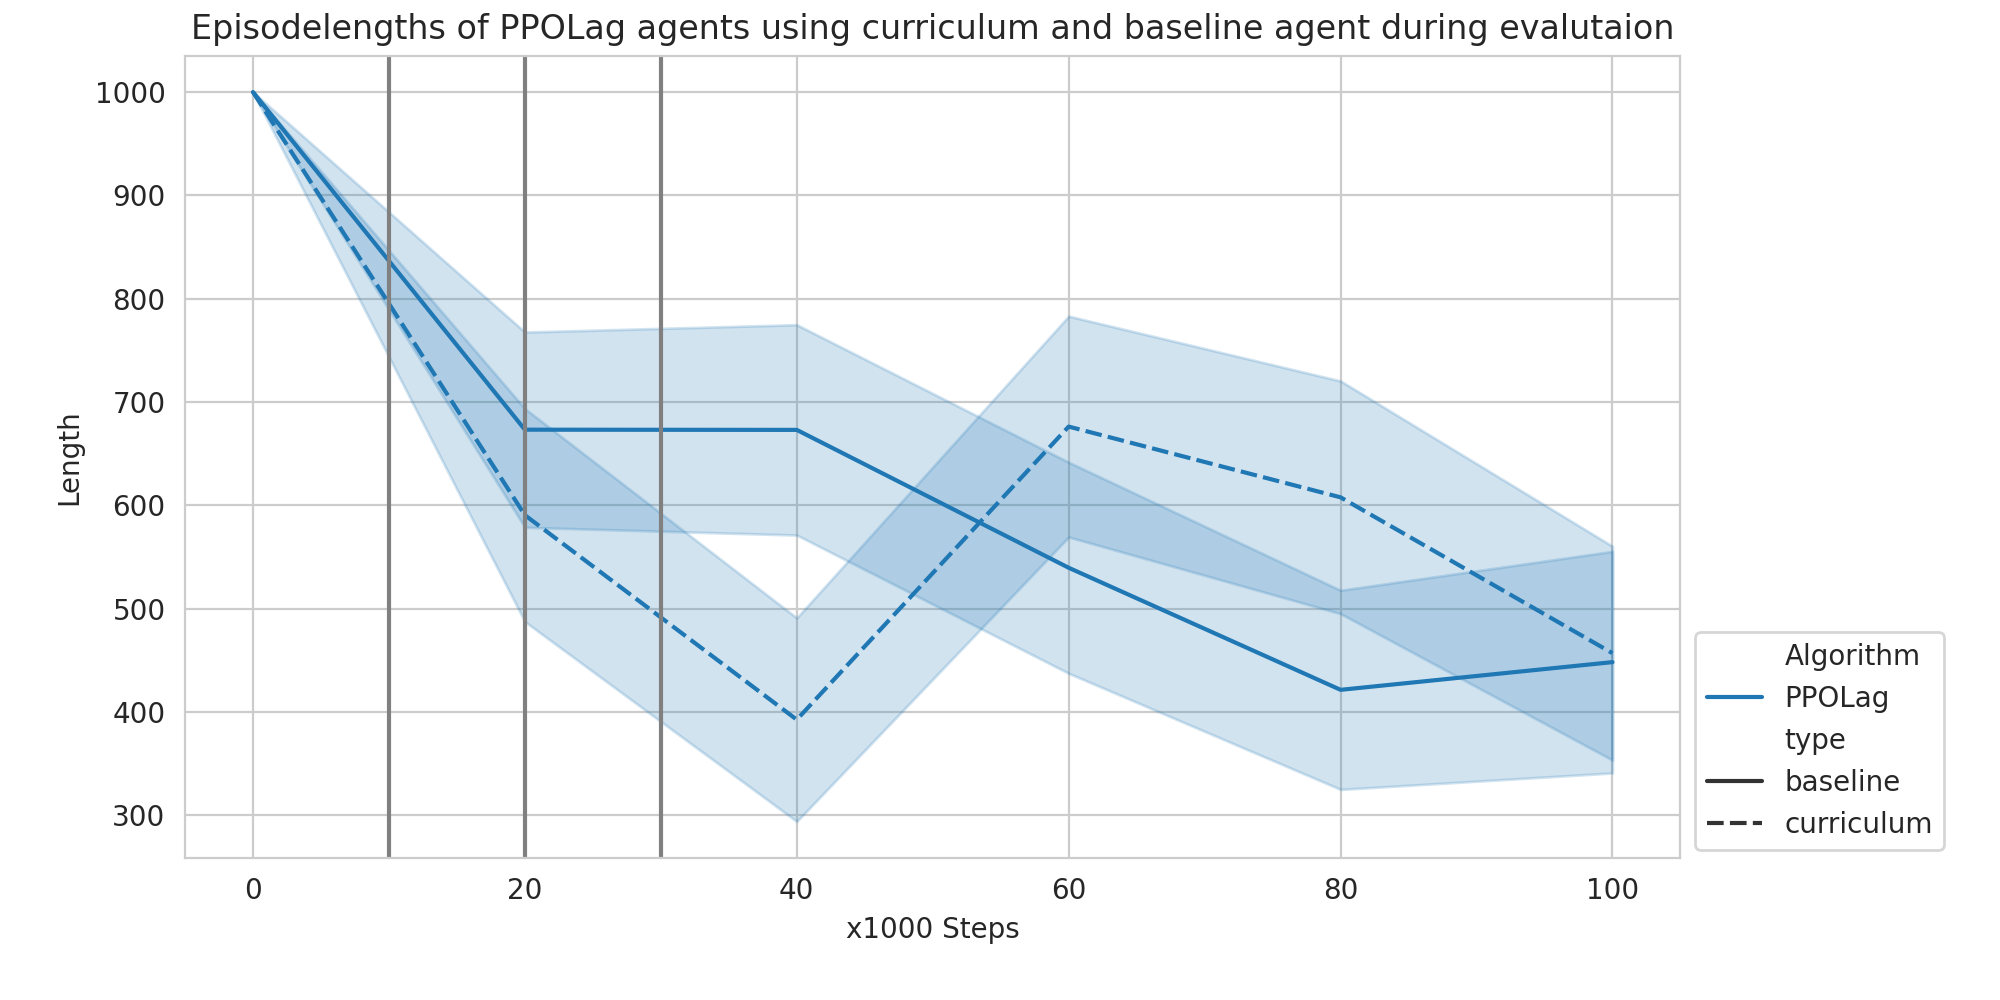 Episodelengths of PPOLag agents using curriculum and baseline agent during evalutaion
1000
900
800
700
600
500
400
300
Length
0 20 40 60 80 100
x1000 Steps
Algorithm
PPOLag
type
baseline
curriculum